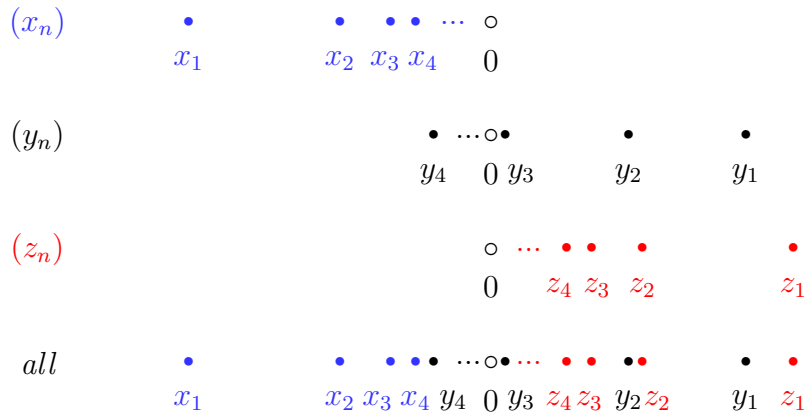 (xₙ) ...
x₁ x₂ x₃ x₄ 0
(yₙ) ...
y₄ 0 y₃ y₂ y₁
(zₙ) ...
0 z₄ z₃ z₂ z₁
all ... ...
x₁ x₂ x₃ x₄ y₄ 0 y₃ z₄ z₃ y₂ z₂ y₁ z₁